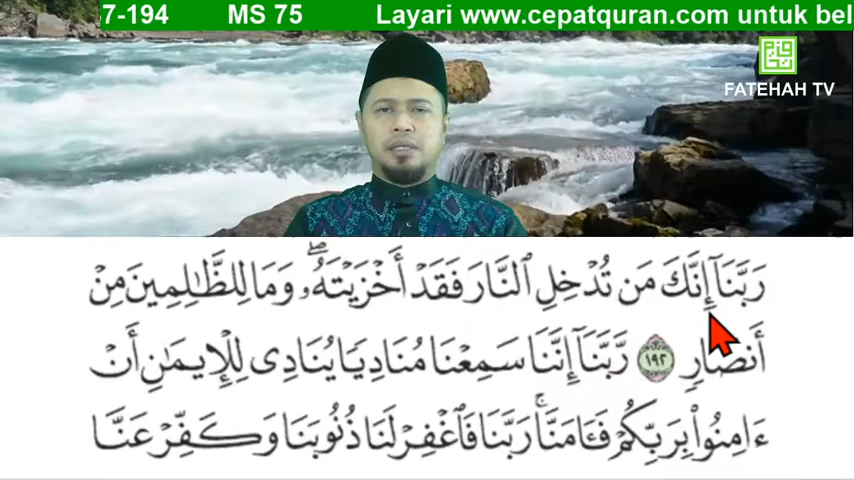 7-194 MS 75 Layari www.cepatquran.com untuk bel
FATEHAH TV
رَبَّنَآ إِنَّكَ مَن تُدْخِلِ ٱلنَّارَ فَقَدْ أَخْزَيْتَهُۥ ۖ وَمَا لِلظَّـٰلِمِينَ مِنْ
أَنصَارٍ ١٩٢ رَّبَّنَآ إِنَّنَا سَمِعْنَا مُنَادِيًا يُنَادِى لِلْإِيمَـٰنِ أَنْ
ءَامِنُوا۟ بِرَبِّكُمْ فَـَٔامَنَّا ۚ رَبَّنَا فَٱغْفِرْ لَنَا ذُنُوبَنَا وَكَفِّرْ عَنَّا